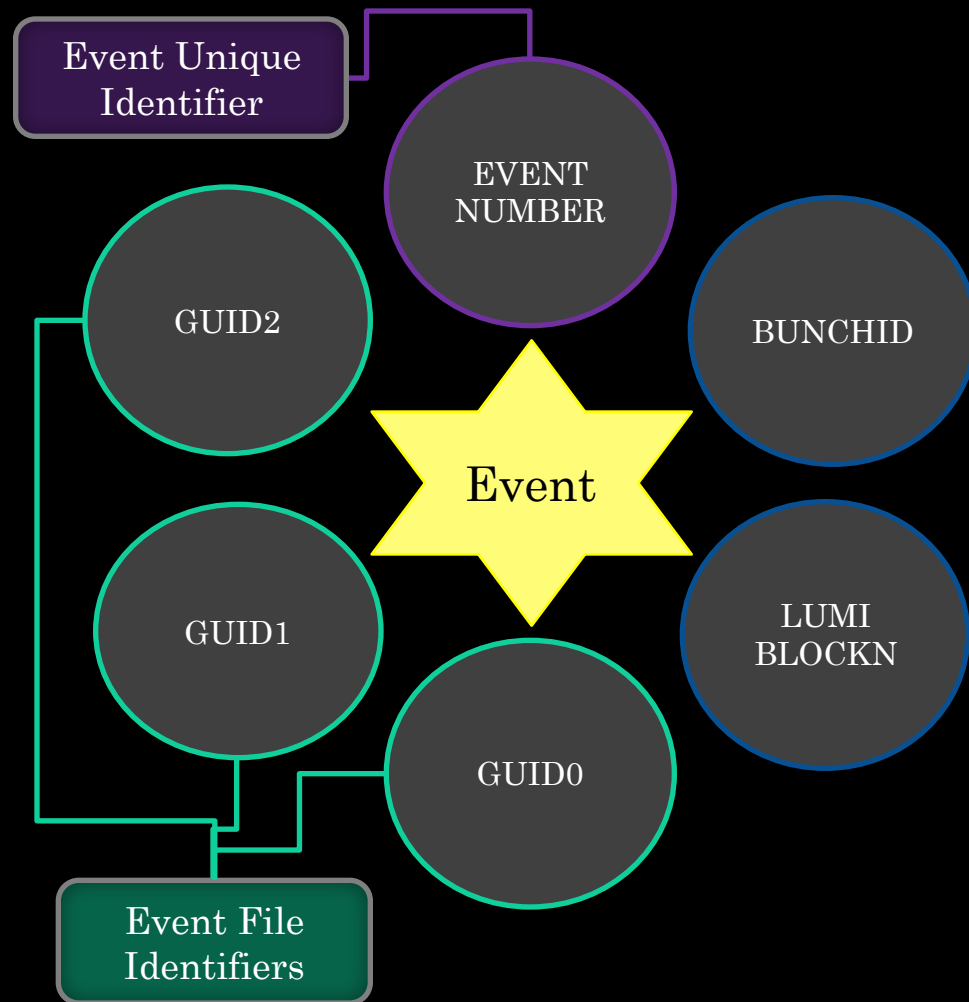 Event Unique
Identifier
EVENT
NUMBER
GUID2
BUNCHID
Event
GUID1
LUMI
BLOCKN
GUID0
Event File
Identifiers